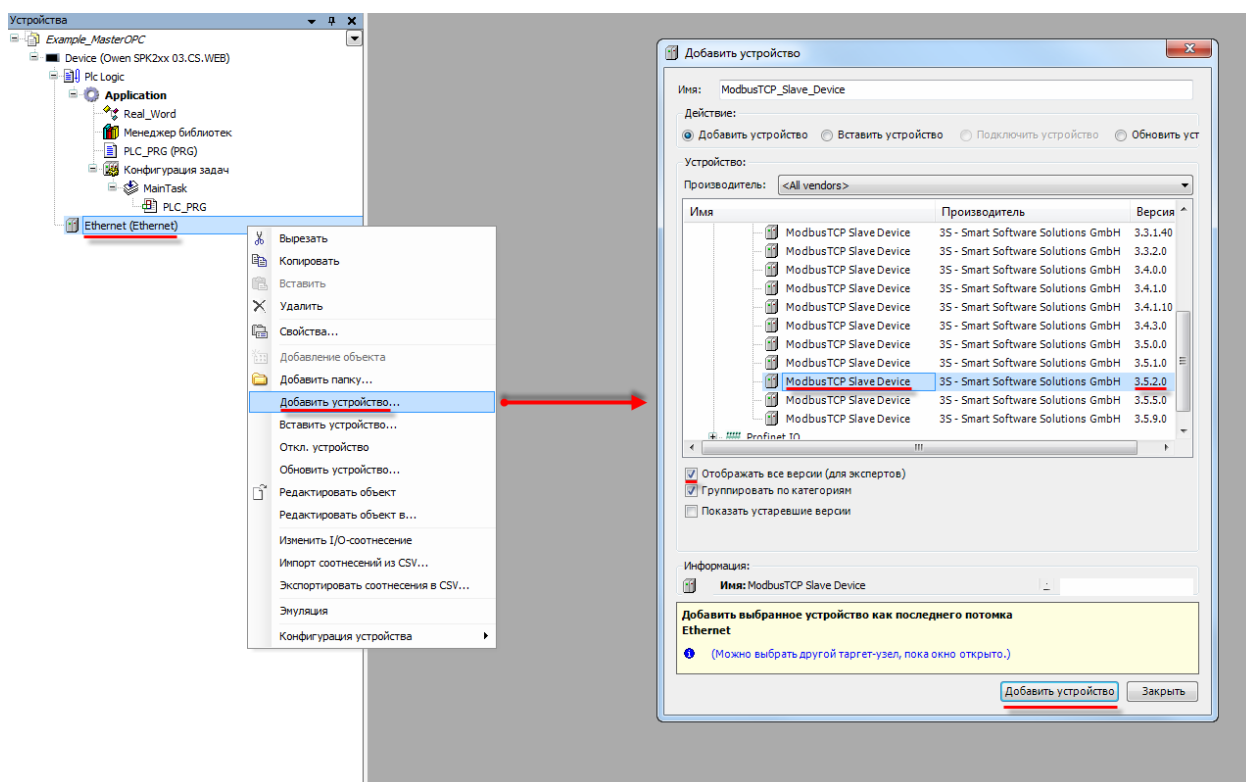 Устройства
Example_MasterOPC
Device (Owen SPK2xx 03.CS.WEB)
Plc Logic
Application
Real_Word
Менеджер библиотек
PLC_PRG (PRG)
Конфигурация задач
MainTask
PLC_PRG
Ethernet (Ethernet)
Вырезать
Копировать
Вставить
Удалить
Свойства...
Добавление объекта
Добавить папку...
Добавить устройство...
Вставить устройство...
Откл. устройство
Обновить устройство...
Редактировать объект
Редактировать объект в...
Изменить I/O-соотнесение
Импорт соотнесений из CSV...
Экспортировать соотнесения в CSV...
Эмуляция
Конфигурация устройства
Добавить устройство
Имя: ModbusTCP_Slave_Device
Действие:
Добавить устройство Вставить устройство Подключить устройство Обновить уст
Устройство:
Производитель: <All vendors>
Имя Производитель Версия
ModbusTCP Slave Device 3S - Smart Software Solutions GmbH 3.3.1.40
ModbusTCP Slave Device 3S - Smart Software Solutions GmbH 3.3.2.0
ModbusTCP Slave Device 3S - Smart Software Solutions GmbH 3.4.0.0
ModbusTCP Slave Device 3S - Smart Software Solutions GmbH 3.4.1.0
ModbusTCP Slave Device 3S - Smart Software Solutions GmbH 3.4.1.10
ModbusTCP Slave Device 3S - Smart Software Solutions GmbH 3.4.3.0
ModbusTCP Slave Device 3S - Smart Software Solutions GmbH 3.5.0.0
ModbusTCP Slave Device 3S - Smart Software Solutions GmbH 3.5.1.0
ModbusTCP Slave Device 3S - Smart Software Solutions GmbH 3.5.2.0
ModbusTCP Slave Device 3S - Smart Software Solutions GmbH 3.5.5.0
ModbusTCP Slave Device 3S - Smart Software Solutions GmbH 3.5.9.0
Profinet IO
Отображать все версии (для экспертов)
Группировать по категориям
Показать устаревшие версии
Информация:
Имя: ModbusTCP Slave Device
Добавить выбранное устройство как последнего потомка
Ethernet
(Можно выбрать другой таргет-узел, пока окно открыто.)
Добавить устройство Закрыть